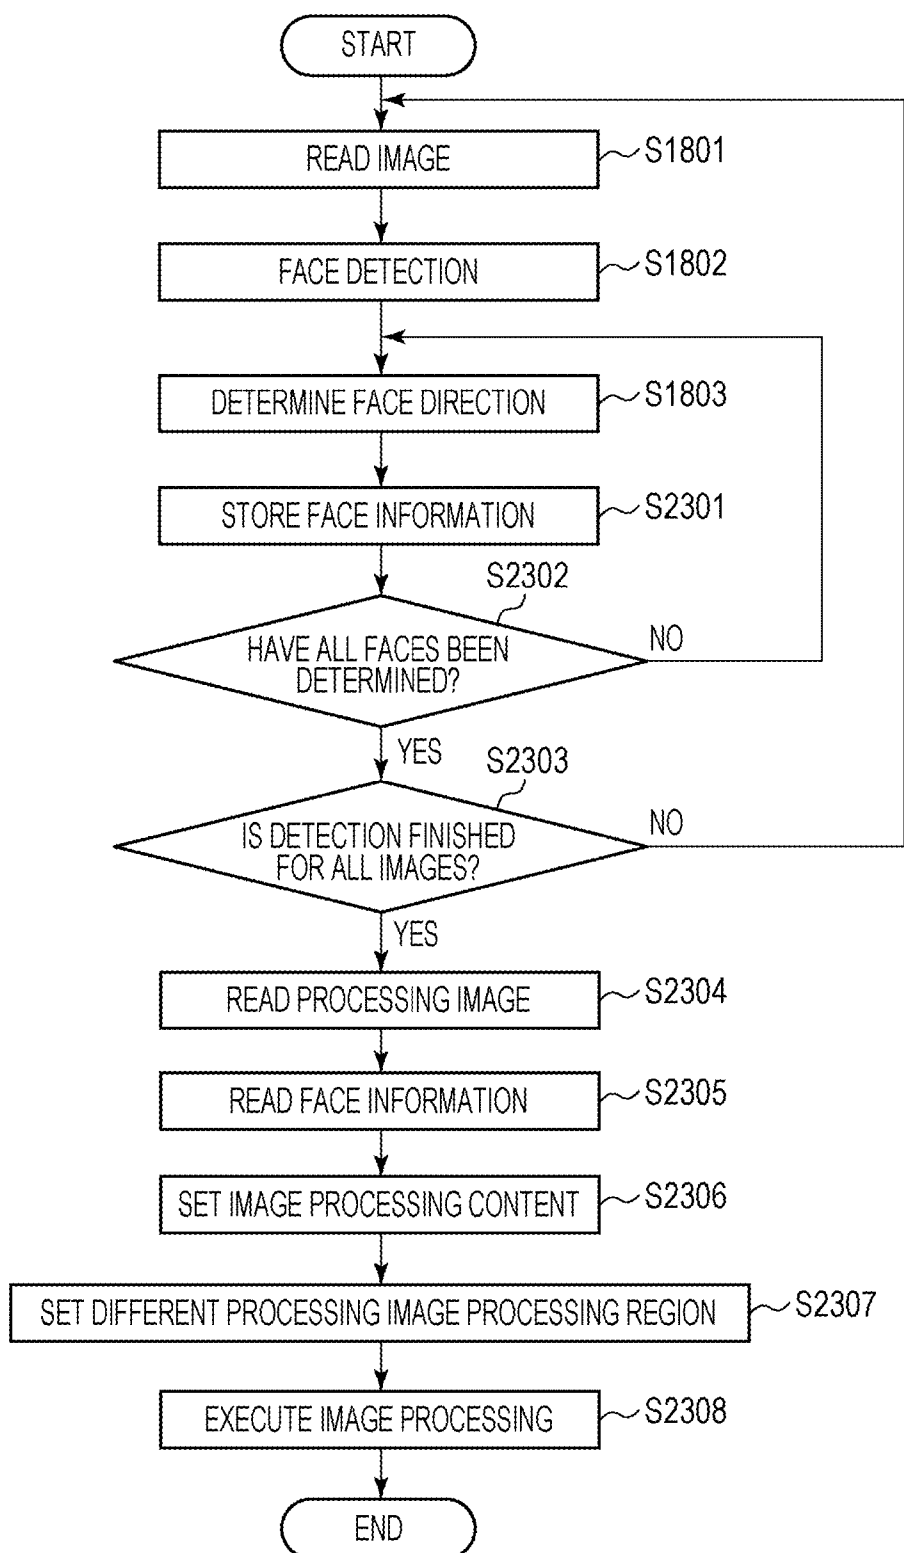 START
READ IMAGE
S1801
FACE DETECTION
S1802
DETERMINE FACE DIRECTION
S1803
STORE FACE INFORMATION
S2301
S2302
HAVE ALL FACES BEEN
DETERMINED?
NO
YES
S2303
IS DETECTION FINISHED
FOR ALL IMAGES?
NO
YES
READ PROCESSING IMAGE
S2304
READ FACE INFORMATION
S2305
SET IMAGE PROCESSING CONTENT
S2306
SET DIFFERENT PROCESSING IMAGE PROCESSING REGION
S2307
EXECUTE IMAGE PROCESSING
S2308
END